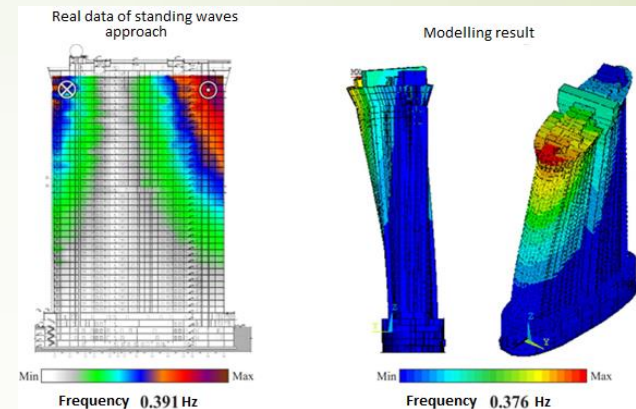 Real data of standing waves
approach
Modelling result
Min
Max
Min
Max
Frequency 0.391 Hz
Frequency 0.376 Hz
Z
Z
Y